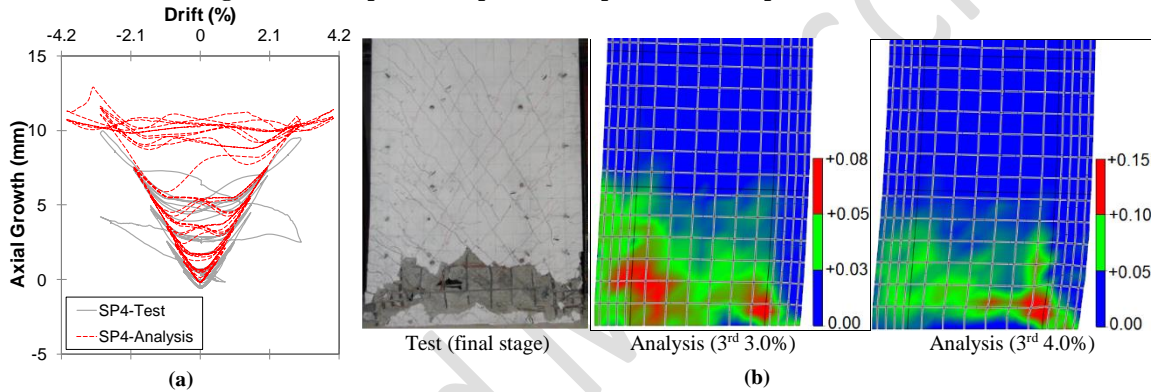 Drift (%)
-4.2 -2.1 0 2.1 4.2
15
10
5
0
-5
Axial Growth (mm)
SP4-Test
SP4-Analysis
(a)
+0.08
+0.05
+0.03
0.00
+0.15
+0.10
+0.05
0.00
Test (final stage)
Analysis (3rd 3.0%)
Analysis (3rd 4.0%)
(b)